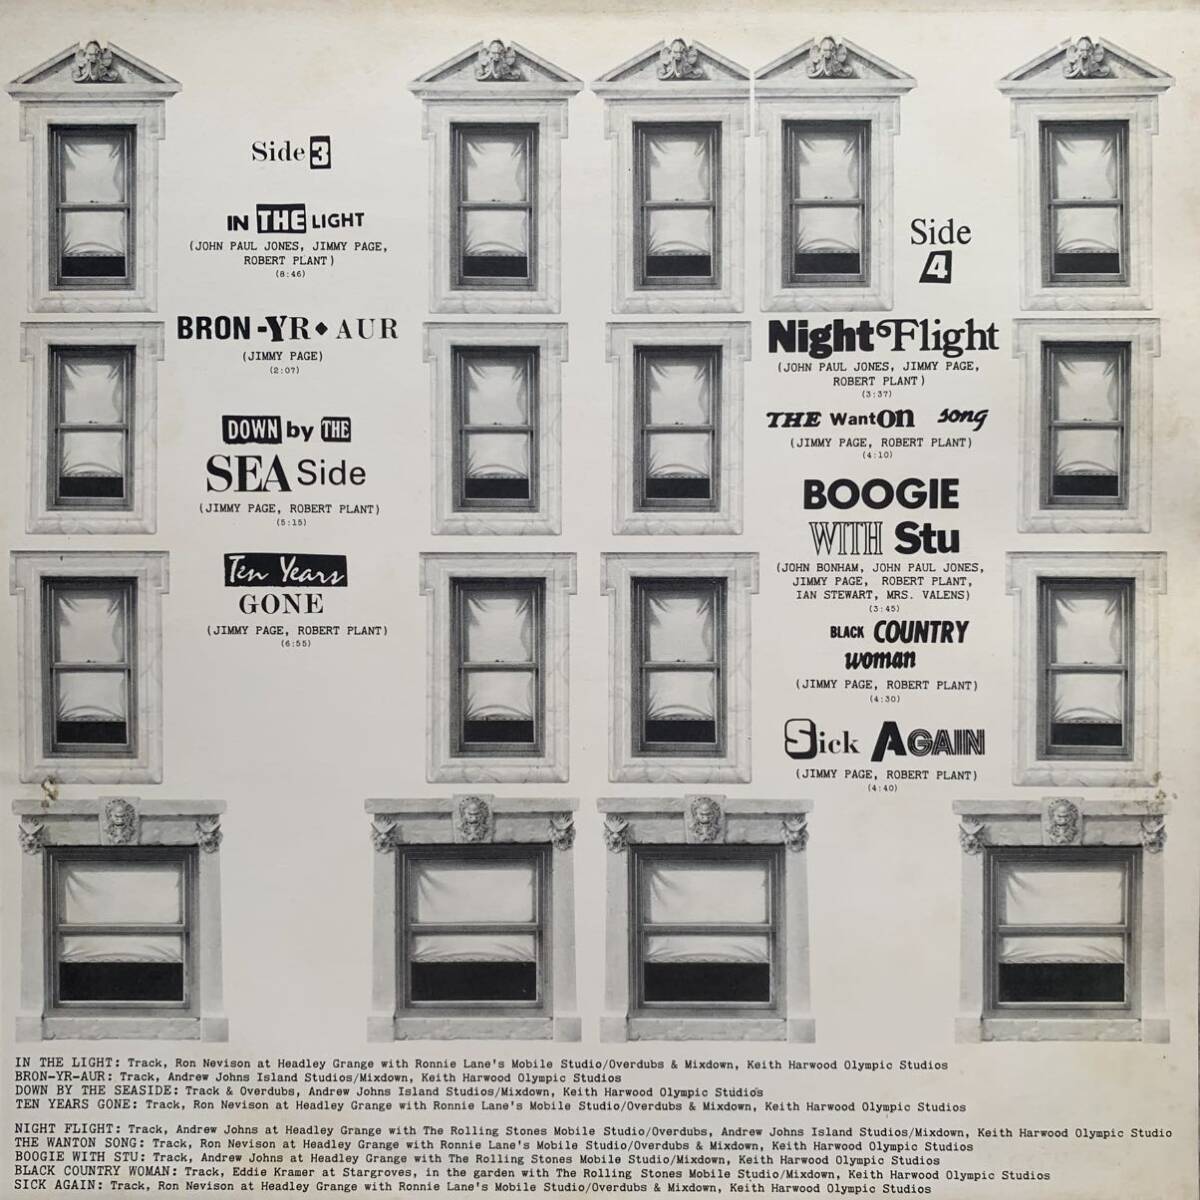 Side 3
IN THE LIGHT
(JOHN PAUL JONES, JIMMY PAGE,
ROBERT PLANT)
(8:46)
BRON-YR◆AUR
(JIMMY PAGE)
(2:07)
DOWN by THE
SEA Side
(JIMMY PAGE, ROBERT PLANT)
(5:15)
Ten Years
GONE
(JIMMY PAGE, ROBERT PLANT)
(6:55)
Side
4
Night Flight
(JOHN PAUL JONES, JIMMY PAGE,
ROBERT PLANT)
(3:37)
THE WantON song
(JIMMY PAGE, ROBERT PLANT)
(4:10)
BOOGIE
WITH Stu
(JOHN BONHAM, JOHN PAUL JONES,
JIMMY PAGE, ROBERT PLANT,
IAN STEWART, MRS. VALENS)
(3:45)
BLACK COUNTRY
woman
(JIMMY PAGE, ROBERT PLANT)
(4:30)
Sick AGAIN
(JIMMY PAGE, ROBERT PLANT)
(4:40)
IN THE LIGHT: Track, Ron Nevison at Headley Grange with Ronnie Lane's Mobile Studio/Overdubs & Mixdown, Keith Harwood Olympic Studios
BRON-YR-AUR: Track, Andrew Johns Island Studios/Mixdown, Keith Harwood Olympic Studios
DOWN BY THE SEASIDE: Track & Overdubs, Andrew Johns Island Studios/Mixdown, Keith Harwood Olympic Studios
TEN YEARS GONE: Track, Ron Nevison at Headley Grange with Ronnie Lane's Mobile Studio/Overdubs & Mixdown, Keith Harwood Olympic Studios
NIGHT FLIGHT: Track, Andrew Johns at Headley Grange with The Rolling Stones Mobile Studio/Overdubs, Andrew Johns Island Studios/Mixdown, Keith Harwood Olympic Studio
THE WANTON SONG: Track, Ron Nevison at Headley Grange with Ronnie Lane's Mobile Studio/Overdubs & Mixdown, Keith Harwood Olympic Studios
BOOGIE WITH STU: Track, Andrew Johns at Headley Grange with The Rolling Stones Mobile Studio/Mixdown, Keith Harwood Olympic Studios
BLACK COUNTRY WOMAN: Track, Eddie Kramer at Stargroves, in the garden with The Rolling Stones Mobile Studio/Mixdown, Keith Harwood Olympic Studios
SICK AGAIN: Track, Ron Nevison at Headley Grange with Ronnie Lane's Mobile Studio/Overdubs & Mixdown, Keith Harwood Olympic Studios